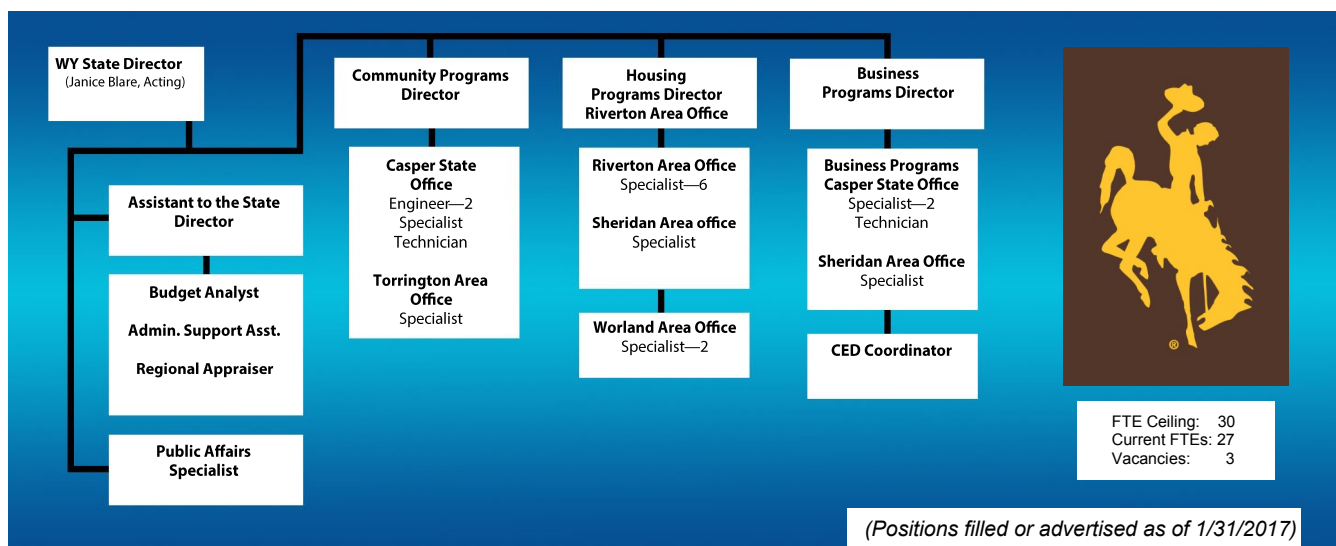 WY State Director
(Janice Blare, Acting)
Assistant to the State
Director
Budget Analyst
Admin. Support Asst.
Regional Appraiser
Public Affairs
Specialist
Community Programs
Director
Casper State
Office
Engineer—2
Specialist
Technician
Torrington Area
Office
Specialist
Housing
Programs Director
Riverton Area Office
Riverton Area Office
Specialist—6
Sheridan Area office
Specialist
Worland Area Office
Specialist—2
Business
Programs Director
Business Programs
Casper State Office
Specialist—2
Technician
Sheridan Area Office
Specialist
CED Coordinator
®
FTE Ceiling: 30
Current FTEs: 27
Vacancies: 3
(Positions filled or advertised as of 1/31/2017)